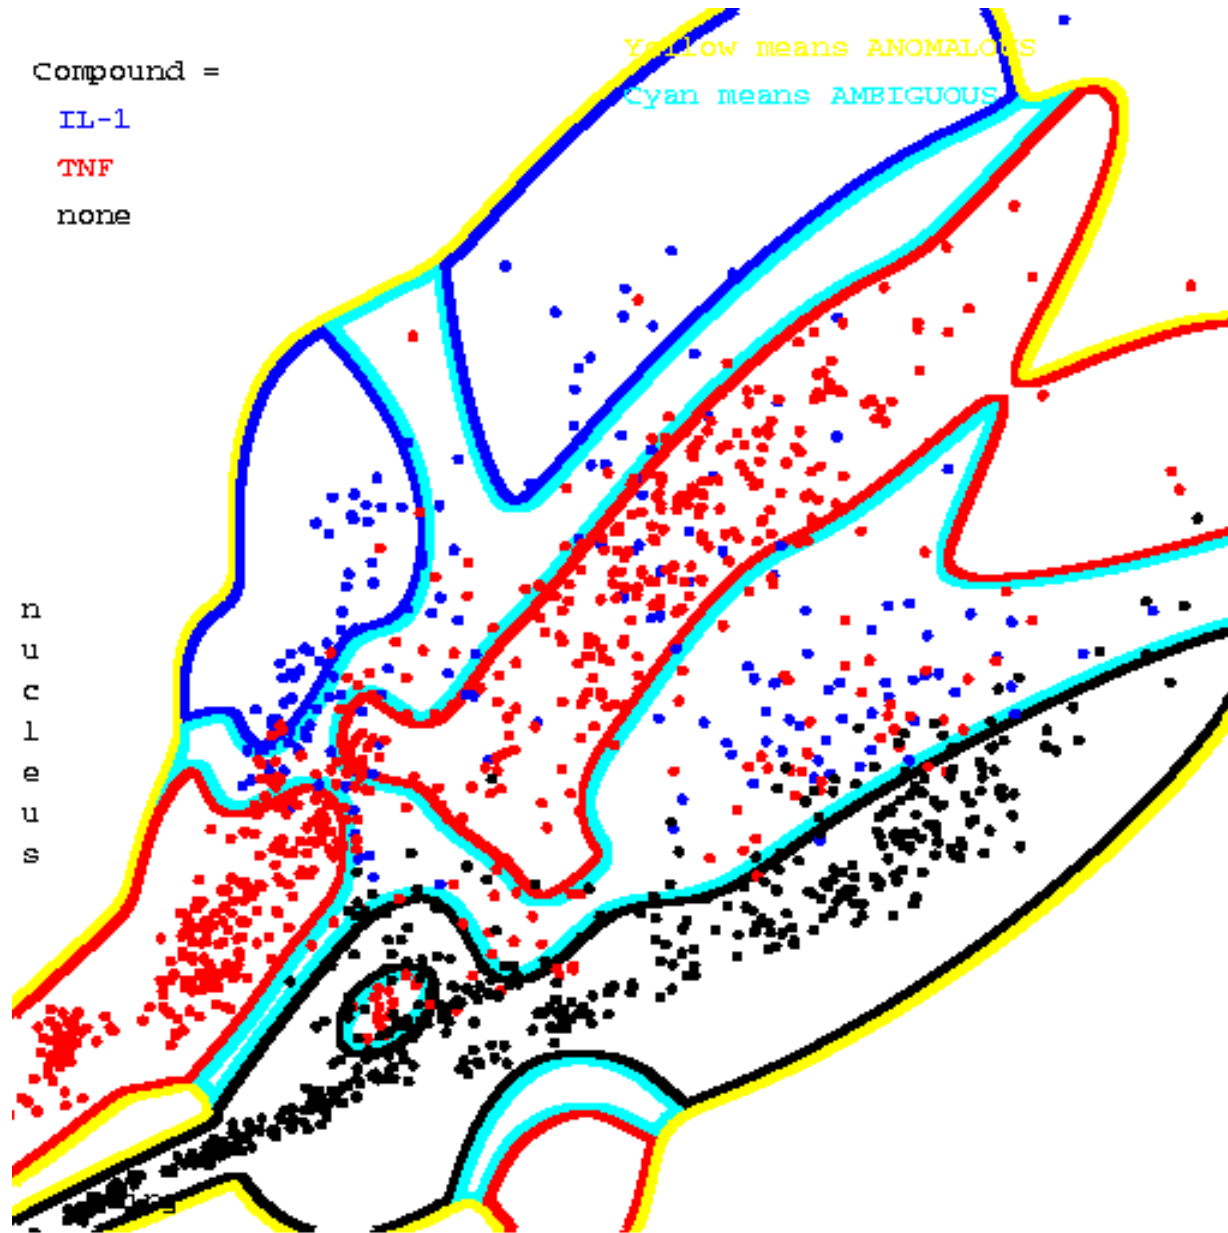 Yellow means ANOMALOUS
Compound =
Cyan means AMBIGUOUS
IL-1
TNF
none
n
u
c
l
e
u
s